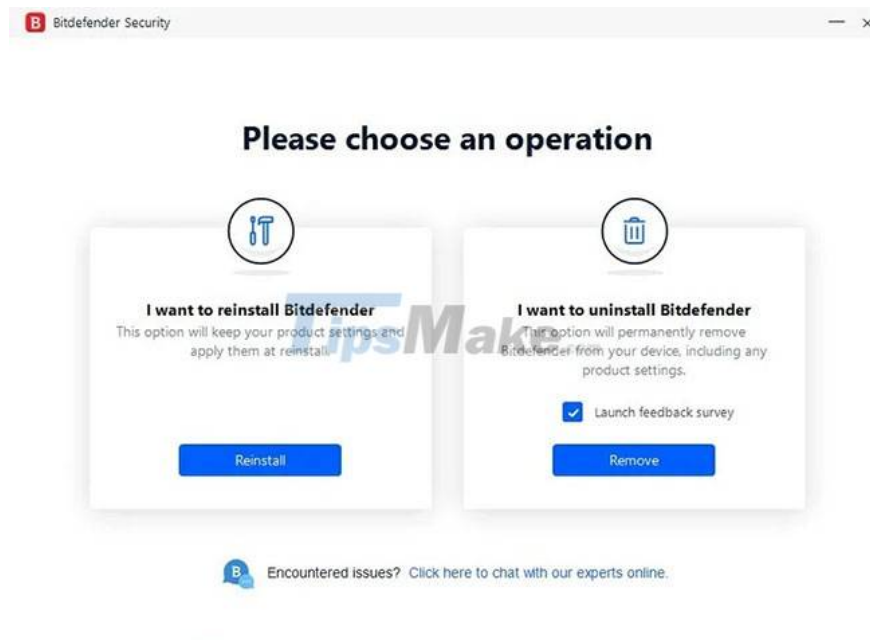 B Bitdefender Security
Please choose an operation
I want to reinstall Bitdefender
This option will keep your product settings and
apply them at reinstall.
Reinstall
I want to uninstall Bitdefender
This option will permanently remove
Bitdefender from your device, including any
product settings.
Launch feedback survey
Remove
TipsMake.com
B Encountered issues? Click here to chat with our experts online.